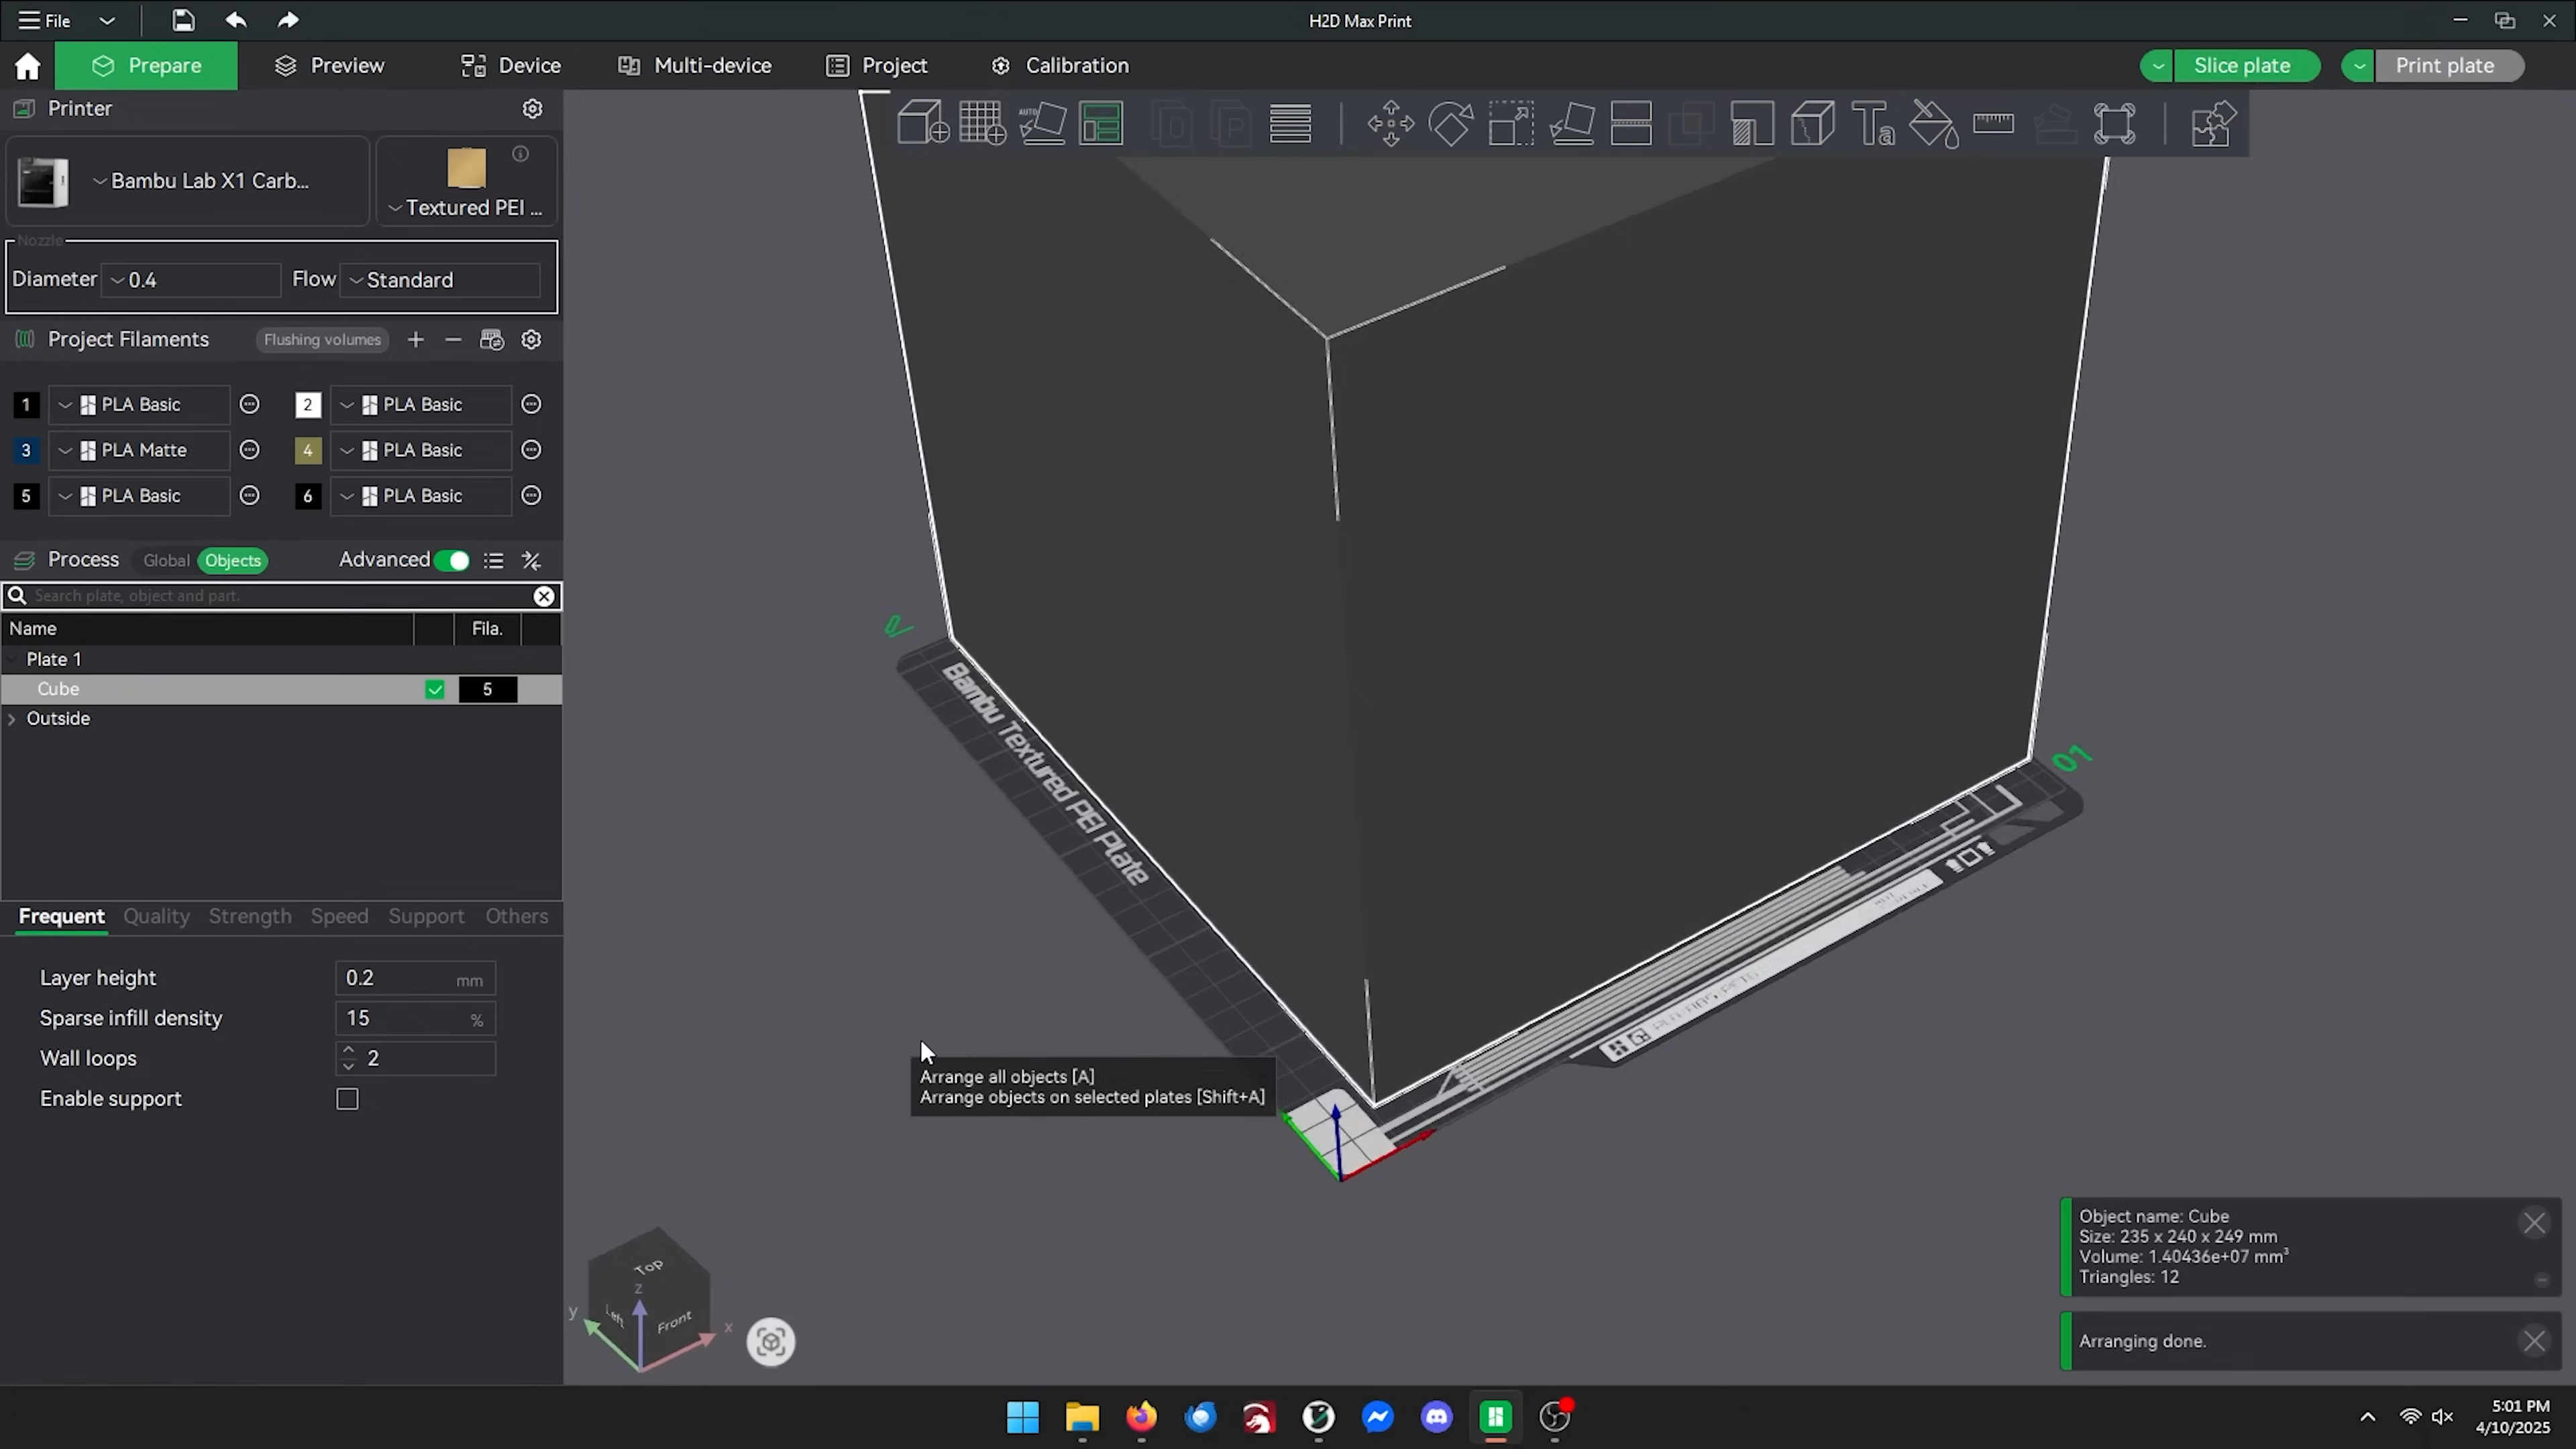 File
H2D Max Print
Prepare
Preview
Device
Multi-device
Project
Calibration
Slice plate
Print plate
Printer
Bambu Lab X1 Carb...
Textured PEI ...
Nozzle
Diameter 0.4 Flow Standard
Project Filaments Flushing volumes
1 PLA Basic 2 PLA Basic
3 PLA Matte 4 PLA Basic
5 PLA Basic 6 PLA Basic
Process Global Objects Advanced
Search plate, object and part.
Name Fila.
Plate 1
Cube 5
Outside
Frequent Quality Strength Speed Support Others
Layer height 0.2 mm
Sparse infill density 15 %
Wall loops 2
Enable support
AUTO
Bambu Textured PEI Plate
01
Arrange all objects [A]
Arrange objects on selected plates [Shift+A]
Top
Left
Front
z
y
x
Object name: Cube
Size: 235 x 240 x 249 mm
Volume: 1.40436e+07 mm³
Triangles: 12
Arranging done.
5:01 PM
4/10/2025